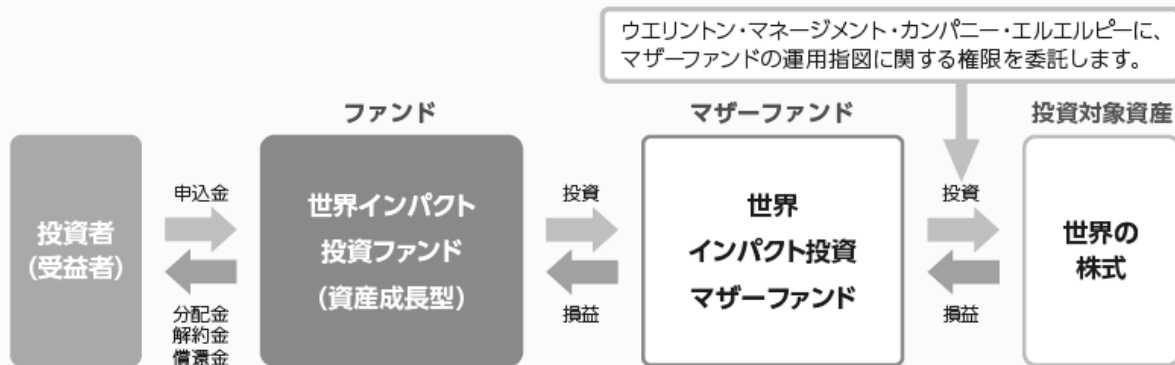 ウエリントン・マネージメント・カンパニー・エルエルピーに、
マザーファンドの運用指図に関する権限を委託します。
ファンド
マザーファンド
投資対象資産
投資者
(受益者)
申込金
分配金
解約金
償還金
世界インパクト
投資ファンド
(資産成長型)
投資
損益
世界
インパクト投資
マザーファンド
投資
損益
世界の
株式